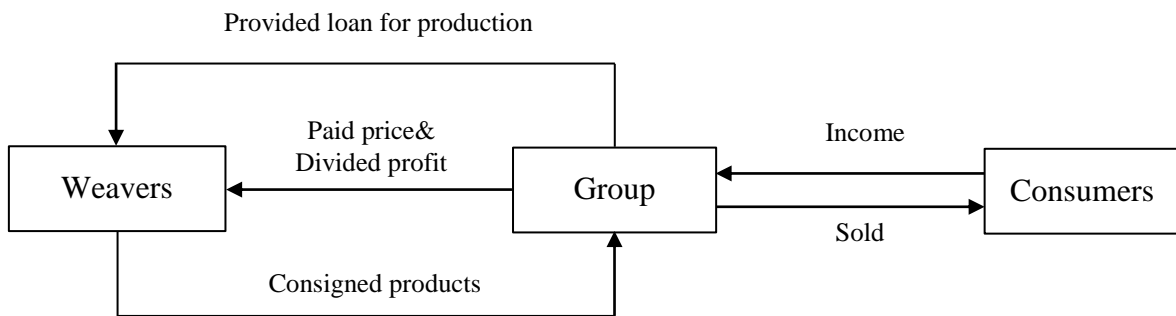 Provided loan for production
Paid price&
Divided profit
Income
Weavers
Group
Consumers
Sold
Consigned products